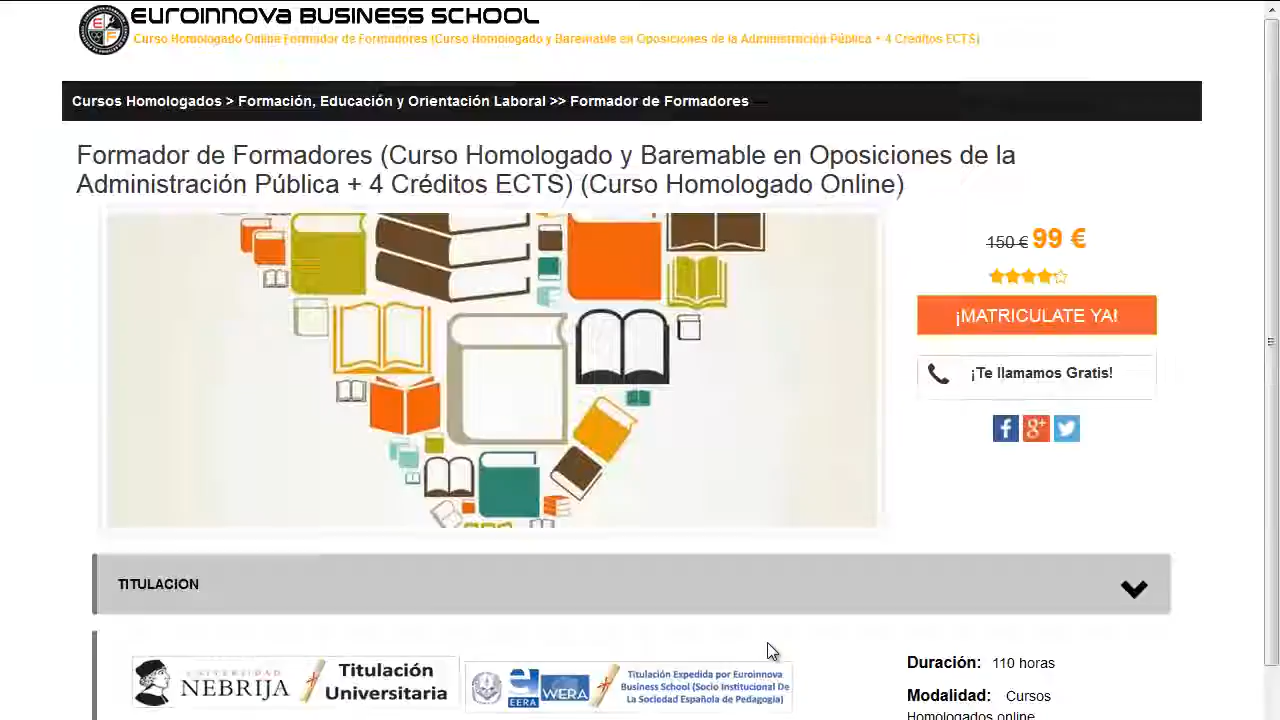 EUROINNOVA BUSINESS SCHOOL
Curso Homologado Online Formador de Formadores (Curso Homologado y Baremable en Oposiciones de la Administración Pública + 4 Creditos ECTS)
Cursos Homologados > Formación, Educación y Orientación Laboral >> Formador de Formadores
Formador de Formadores (Curso Homologado y Baremable en Oposiciones de la
Administración Pública + 4 Créditos ECTS) (Curso Homologado Online)
150 € 99 €
¡MATRICULATE YA!
¡Te llamamos Gratis!
TITULACION
UNIVERSIDAD
NEBRIJA
Titulación
Universitaria
EERA
WERA
Titulación Expedida por Euroinnova
Business School (Socio Institucional De
La Sociedad Española de Pedagogía)
Duración: 110 horas
Modalidad: Cursos
Homologados online